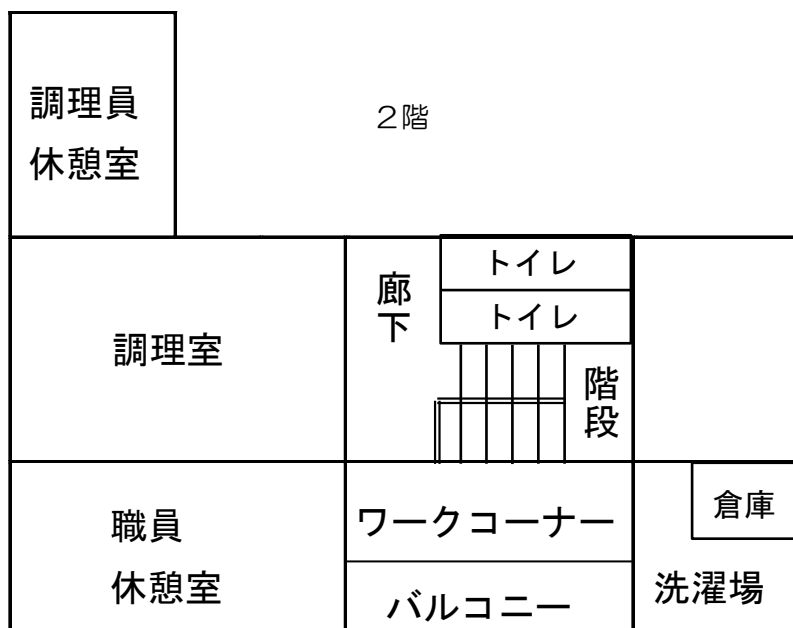 調理員
休憩室
２階
トイレ
廊下
トイレ
調理室
階段
倉庫
職員
休憩室
ワークコーナー
洗濯場
バルコニー